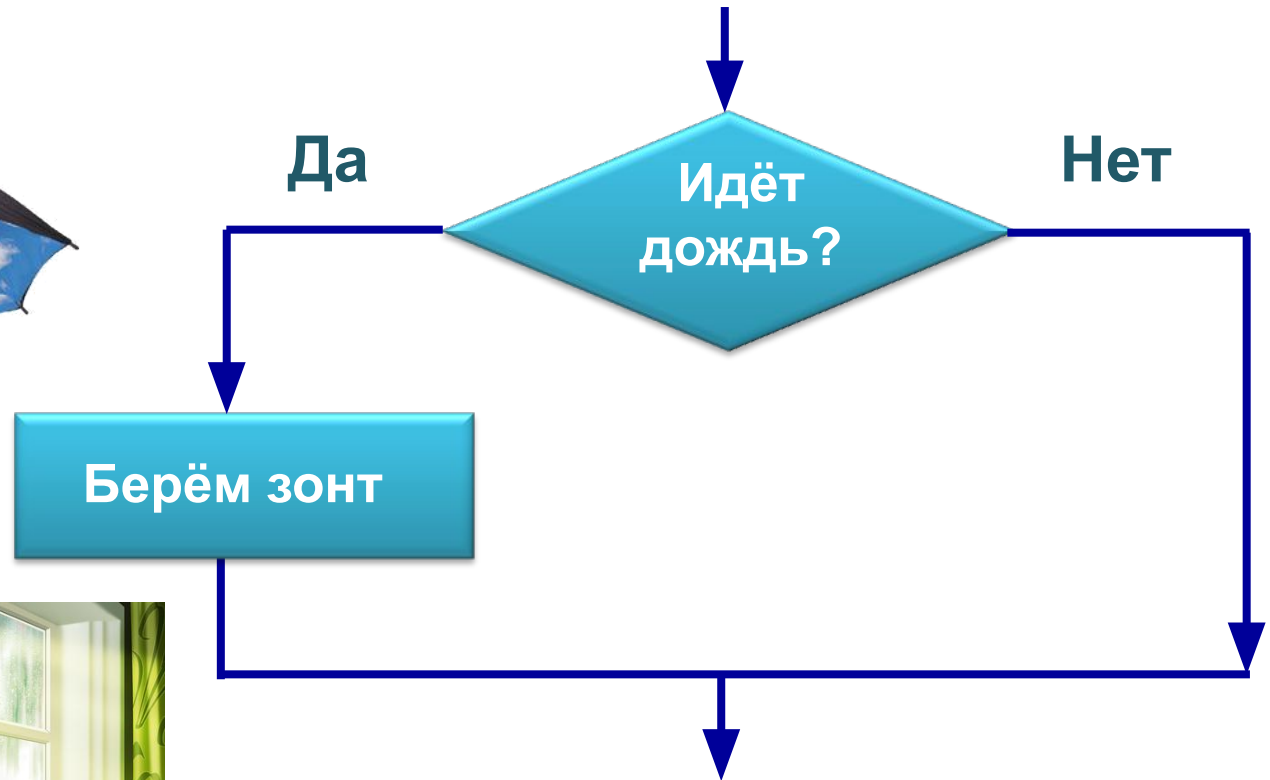 Да
Идёт
дождь?
Нет
Берём зонт